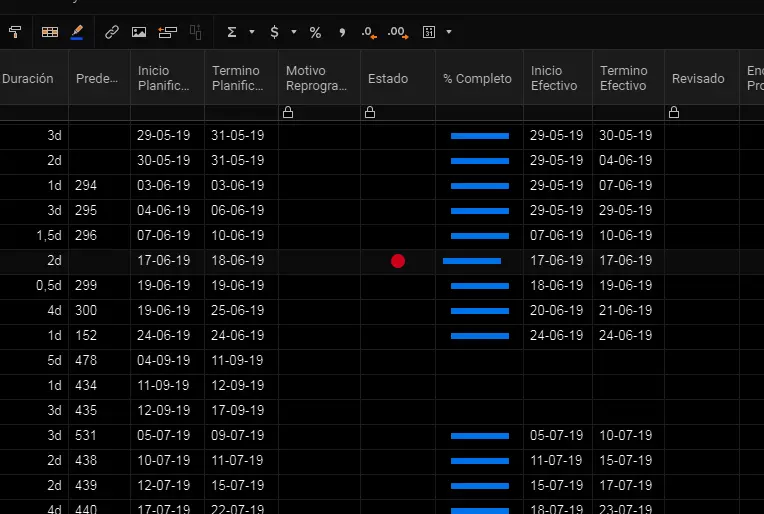 Σ $ % , .0 .00 31
Duración Prede... Inicio Planific... Termino Planific... Motivo Reprogra... Estado % Completo Inicio Efectivo Termino Efectivo Revisado
3d 29-05-19 31-05-19 29-05-19 30-05-19
2d 30-05-19 31-05-19 29-05-19 04-06-19
1d 294 03-06-19 03-06-19 29-05-19 07-06-19
3d 295 04-06-19 06-06-19 29-05-19 29-05-19
1,5d 296 07-06-19 10-06-19 07-06-19 10-06-19
2d 17-06-19 18-06-19 17-06-19 17-06-19
0,5d 299 19-06-19 19-06-19 18-06-19 19-06-19
4d 300 19-06-19 25-06-19 20-06-19 21-06-19
1d 152 24-06-19 24-06-19 24-06-19 24-06-19
5d 478 04-09-19 11-09-19
1d 434 11-09-19 12-09-19
3d 435 12-09-19 17-09-19
3d 531 05-07-19 09-07-19 05-07-19 10-07-19
2d 438 10-07-19 11-07-19 11-07-19 15-07-19
2d 439 12-07-19 15-07-19 15-07-19 17-07-19
4d 440 17-07-19 22-07-19 18-07-19 23-07-19